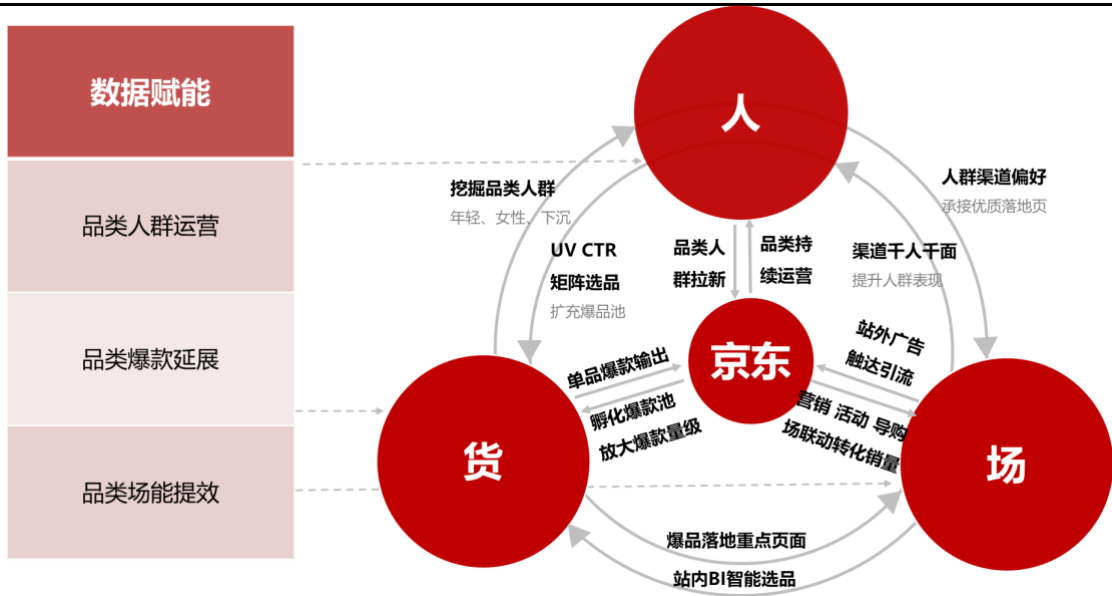 数据赋能
品类人群运营
品类爆款延展
品类场能提效
人
挖掘品类人群
年轻、女性、下沉
UV CTR
矩阵选品
扩充爆品池
品类人
群拉新
品类持
续运营
人群渠道偏好
承接优质落地页
渠道千人千面
提升人群表现
京东
单品爆款输出
孵化爆款池
放大爆款量级
站外广告
触达引流
营销 活动 导购
场联动转化销量
货
场
爆品落地重点页面
站内BI智能选品